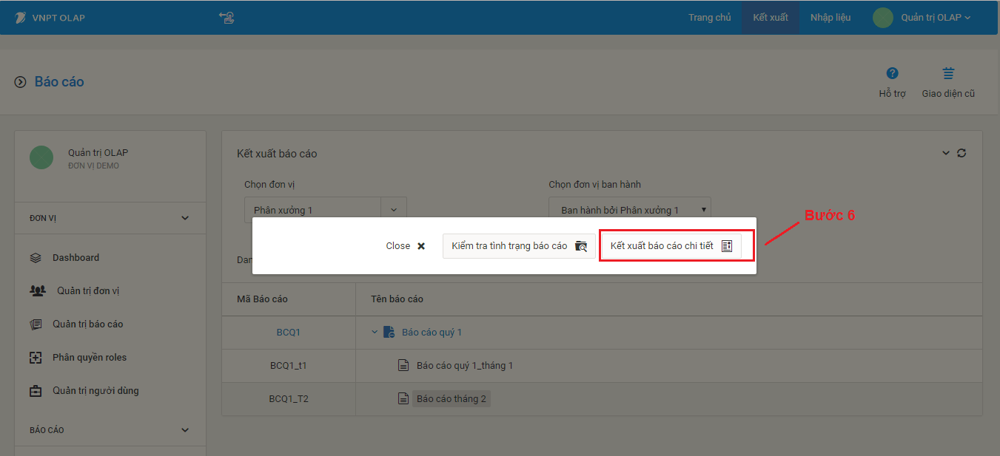 VNPT OLAP
Trang chủ
Kết xuất
Nhập liệu
Quản trị OLAP
Báo cáo
Hỗ trợ
Giao diện cũ
Quản trị OLAP
ĐƠN VỊ DEMO
ĐƠN VỊ
Dashboard
Quản trị đơn vị
Quản trị báo cáo
Phân quyền roles
Quản trị người dùng
BÁO CÁO
Kết xuất báo cáo
Chọn đơn vị
Chọn đơn vị ban hành
Phân xưởng 1
Ban hành bởi Phân xưởng 1
Bước 6
Close
Kiểm tra tình trạng báo cáo
Kết xuất báo cáo chi tiết
Mã Báo cáo
Tên báo cáo
BCQ1
Báo cáo quý 1
BCQ1_t1
Báo cáo quý 1_tháng 1
BCQ1_T2
Báo cáo tháng 2